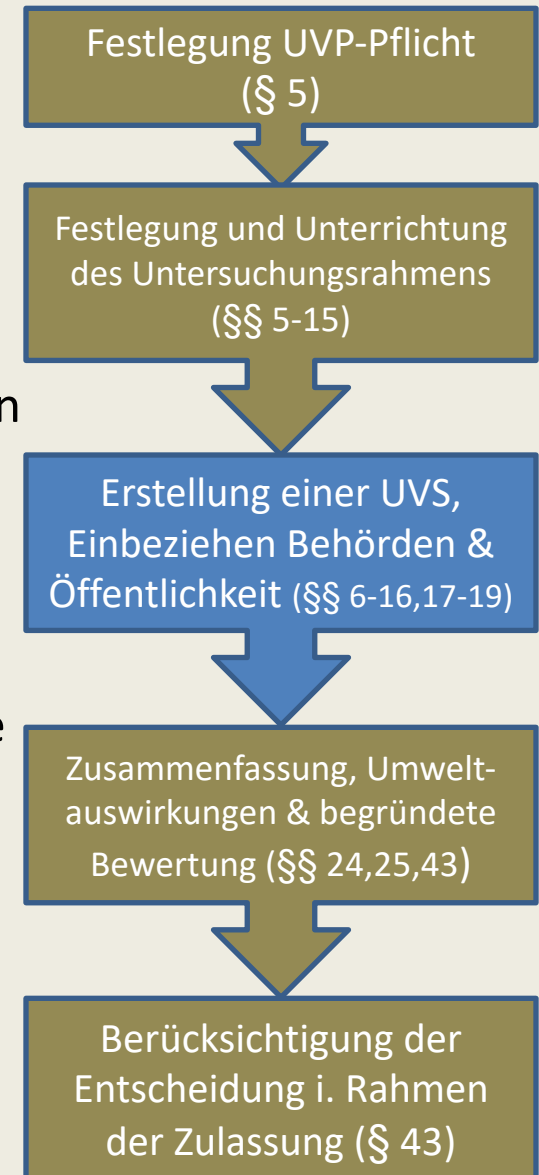 Festlegung UVP-Pflicht
(§ 5)
Festlegung und Unterrichtung
des Untersuchungsrahmens
(§§ 5-15)
n
Erstellung einer UVS,
Einbeziehen Behörden &
Öffentlichkeit (§§ 6-16,17-19)
e
Zusammenfassung, Umwelt-
auswirkungen & begründete
Bewertung (§§ 24,25,43)
Berücksichtigung der
Entscheidung i. Rahmen
der Zulassung (§ 43)